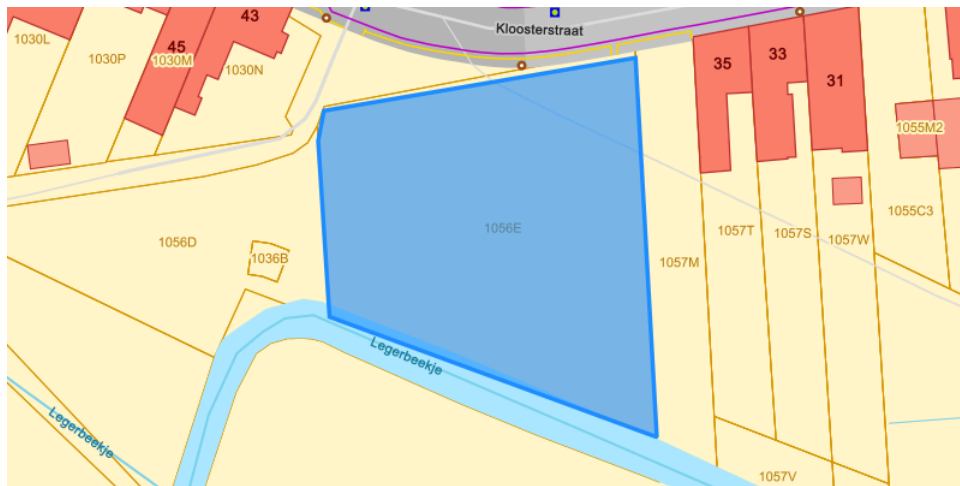 43
Kloosterstraat
1030L
45
1030P
1030M
1030N
35
33
31
1055M2
1056D
1036B
1056E
1057M
1057T
1057S
1057W
1055C3
Legerbeekje
Legerbeekje
1057V